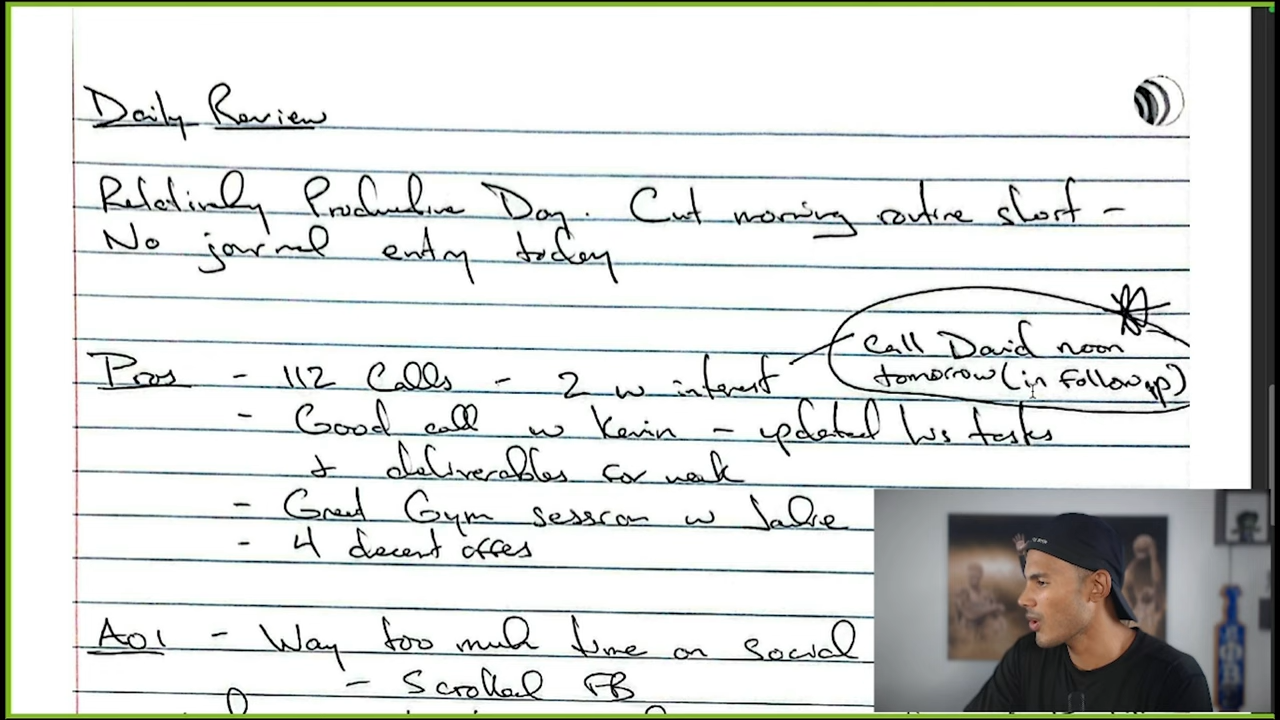 Daily Review
Relatively Productive Day. Cut morning routine short -
No journal entry today
Call David noon
tomorrow (in follow up)
Pros - 112 Calls - 2 w interest
- Good call w Kevin - updated his tasks
+ deliverables for week
- Great Gym session w
- 4 decent offes
AOI - Way too much time on social
- Scrolled FB